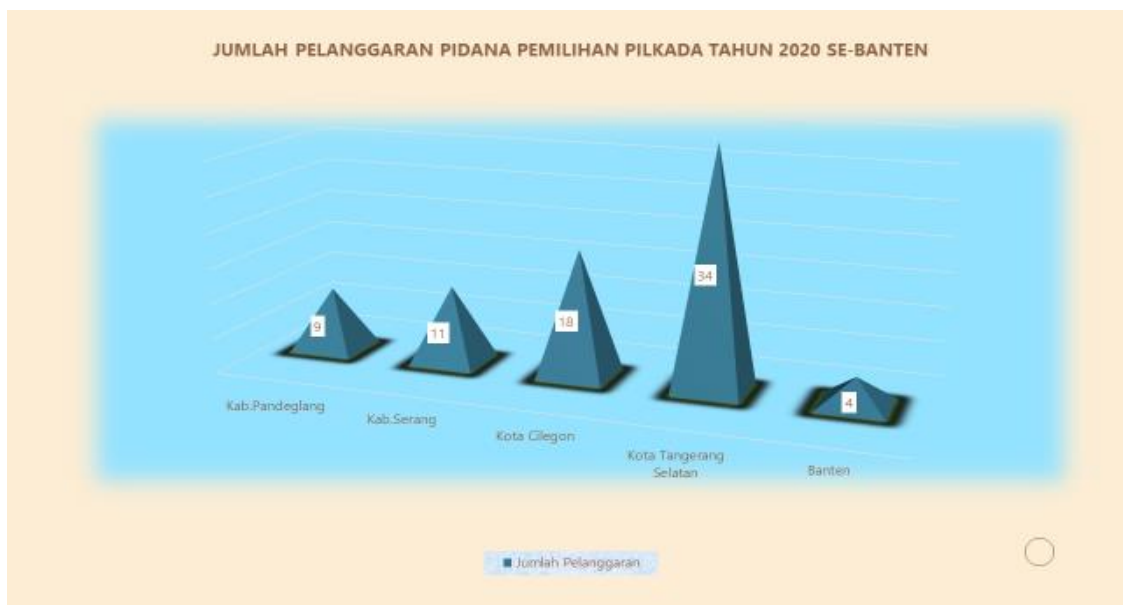 JUMLAH PELANGGARAN PIDANA PEMILIHAN PILKADA TAHUN 2020 SE-BANTEN
9
11
18
34
4
Kab.Pandeglang
Kab.Serang
Kota Cilegon
Kota Tangerang
Selatan
Banten
Jumlah Pelanggaran